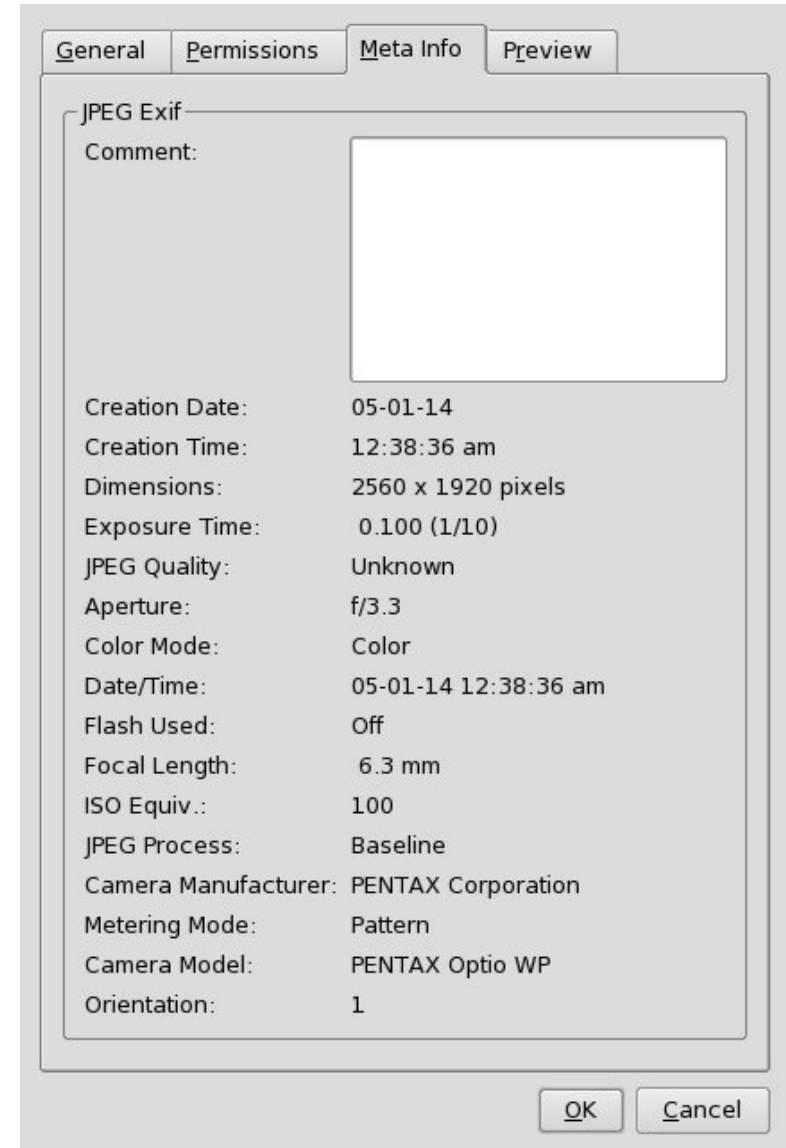 General Permissions Meta Info Preview
JPEG Exif
Comment:
Creation Date: 05-01-14
Creation Time: 12:38:36 am
Dimensions: 2560 x 1920 pixels
Exposure Time: 0.100 (1/10)
JPEG Quality: Unknown
Aperture: f/3.3
Color Mode: Color
Date/Time: 05-01-14 12:38:36 am
Flash Used: Off
Focal Length: 6.3 mm
ISO Equiv.: 100
JPEG Process: Baseline
Camera Manufacturer: PENTAX Corporation
Metering Mode: Pattern
Camera Model: PENTAX Optio WP
Orientation: 1
OK Cancel